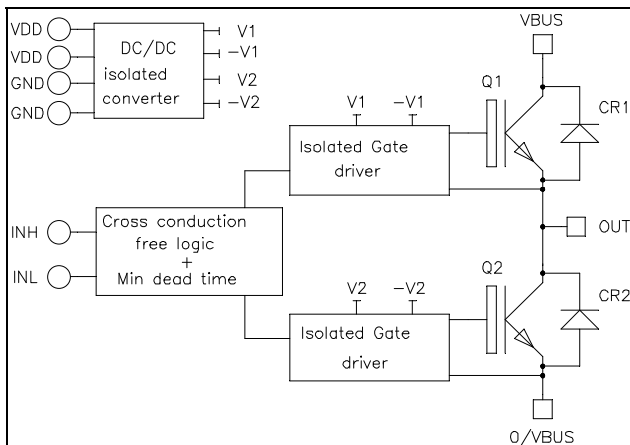 VDD
VDD
GND
GND
DC/DC
isolated
converter
V1
-V1
V2
-V2
VBUS
Q1
CR1
V1
-V1
Isolated Gate
driver
INH
INL
Cross conduction
free logic
+
Min dead time
OUT
Q2
CR2
V2
-V2
Isolated Gate
driver
0/VBUS